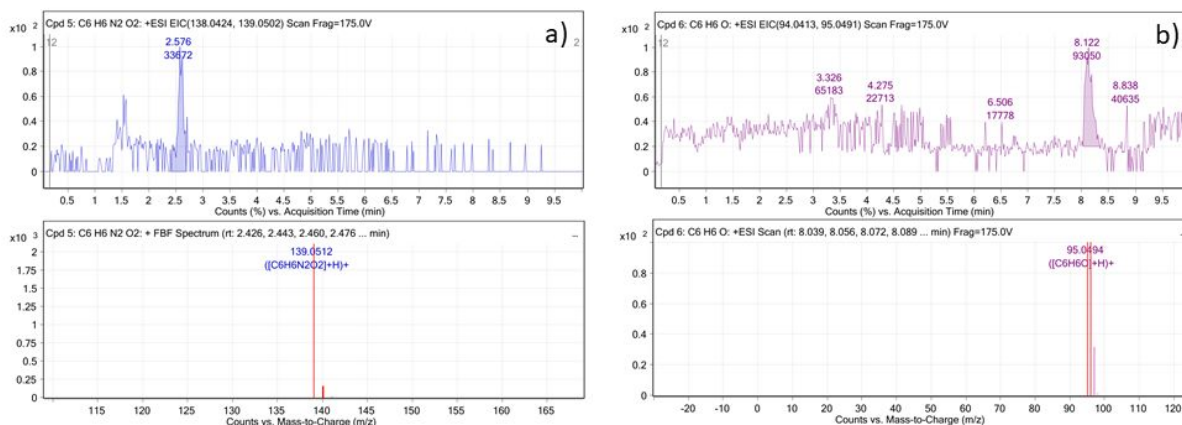 Cpd 5: C6 H6 N2 O2: +ESI EIC(138.0424, 139.0502) Scan Frag=175.0V
x10 2
a)
12
2
2.576
33672
1
0.8
0.6
0.4
0.2
0
0.5 1 1.5 2 2.5 3 3.5 4 4.5 5 5.5 6 6.5 7 7.5 8 8.5 9 9.5
Counts (%) vs. Acquisition Time (min)
Cpd 6: C6 H6 O: +ESI EIC(94.0413, 95.0491) Scan Frag=175.0V
x10 2
b)
12
8.122
93050
3.326
65183
4.275
22713
6.506
17778
8.838
40635
1
0.8
0.6
0.4
0.2
0
0.5 1 1.5 2 2.5 3 3.5 4 4.5 5 5.5 6 6.5 7 7.5 8 8.5 9 9.5
Counts (%) vs. Acquisition Time (min)
Cpd 5: C6 H6 N2 O2: + FBF Spectrum (rt: 2.426, 2.443, 2.460, 2.476 ... min) ...
x10 3
139.0512
([C6H6N2O2]+H)+
2
1.75
1.5
1.25
1
0.75
0.5
0.25
0
115 120 125 130 135 140 145 150 155 160 165
Counts vs. Mass-to-Charge (m/z)
Cpd 6: C6 H6 O: +ESI Scan (rt: 8.039, 8.056, 8.072, 8.089 ... min) Frag=175.0V ...
x10 2
95.0494
([C6H6O]+H)+
1
0.8
0.6
0.4
0.2
0
-20 -10 0 10 20 30 40 50 60 70 80 90 100 110 120
Counts vs. Mass-to-Charge (m/z)